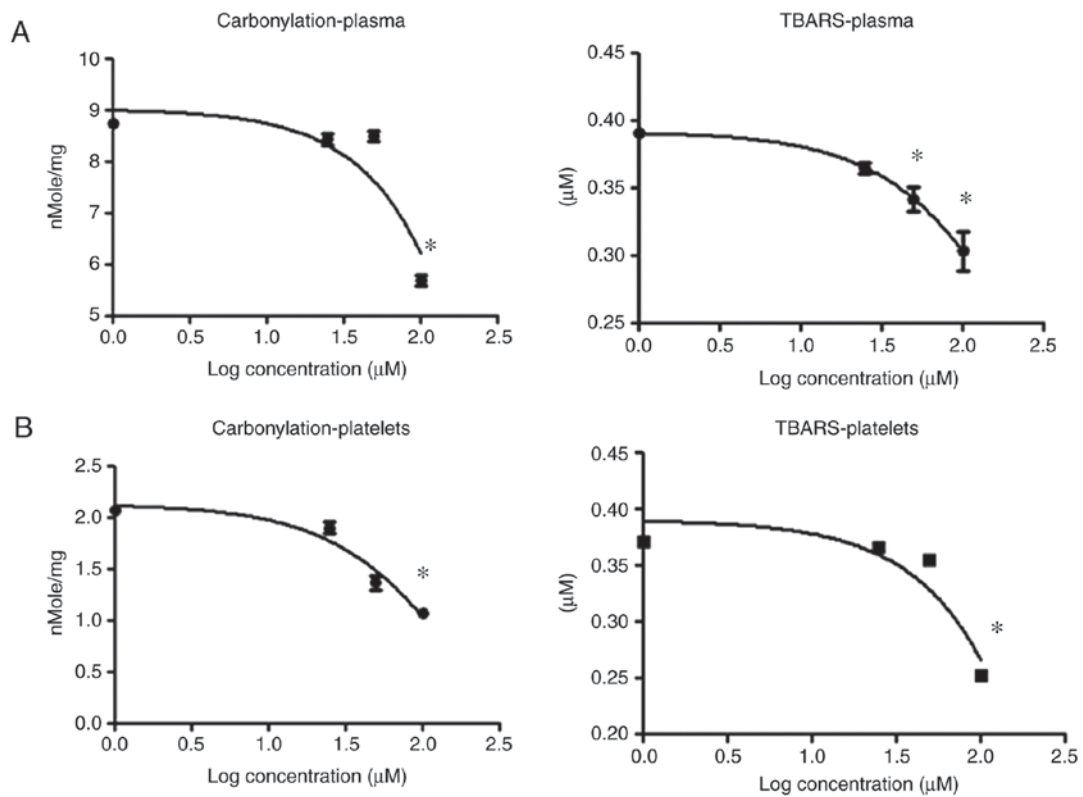 A
Carbonylation-plasma
nMole/mg
10
9
8
7
6
5
*
0.0 0.5 1.0 1.5 2.0 2.5
Log concentration (μM)
TBARS-plasma
(μM)
0.45
0.40
0.35
0.30
0.25
*
*
0.0 0.5 1.0 1.5 2.0 2.5
Log concentration (μM)
B
Carbonylation-platelets
nMole/mg
2.5
2.0
1.5
1.0
0.5
0.0
*
0.0 0.5 1.0 1.5 2.0 2.5
Log concentration (μM)
TBARS-platelets
(μM)
0.45
0.40
0.35
0.30
0.25
0.20
*
0.0 0.5 1.0 1.5 2.0 2.5
Log concentration (μM)